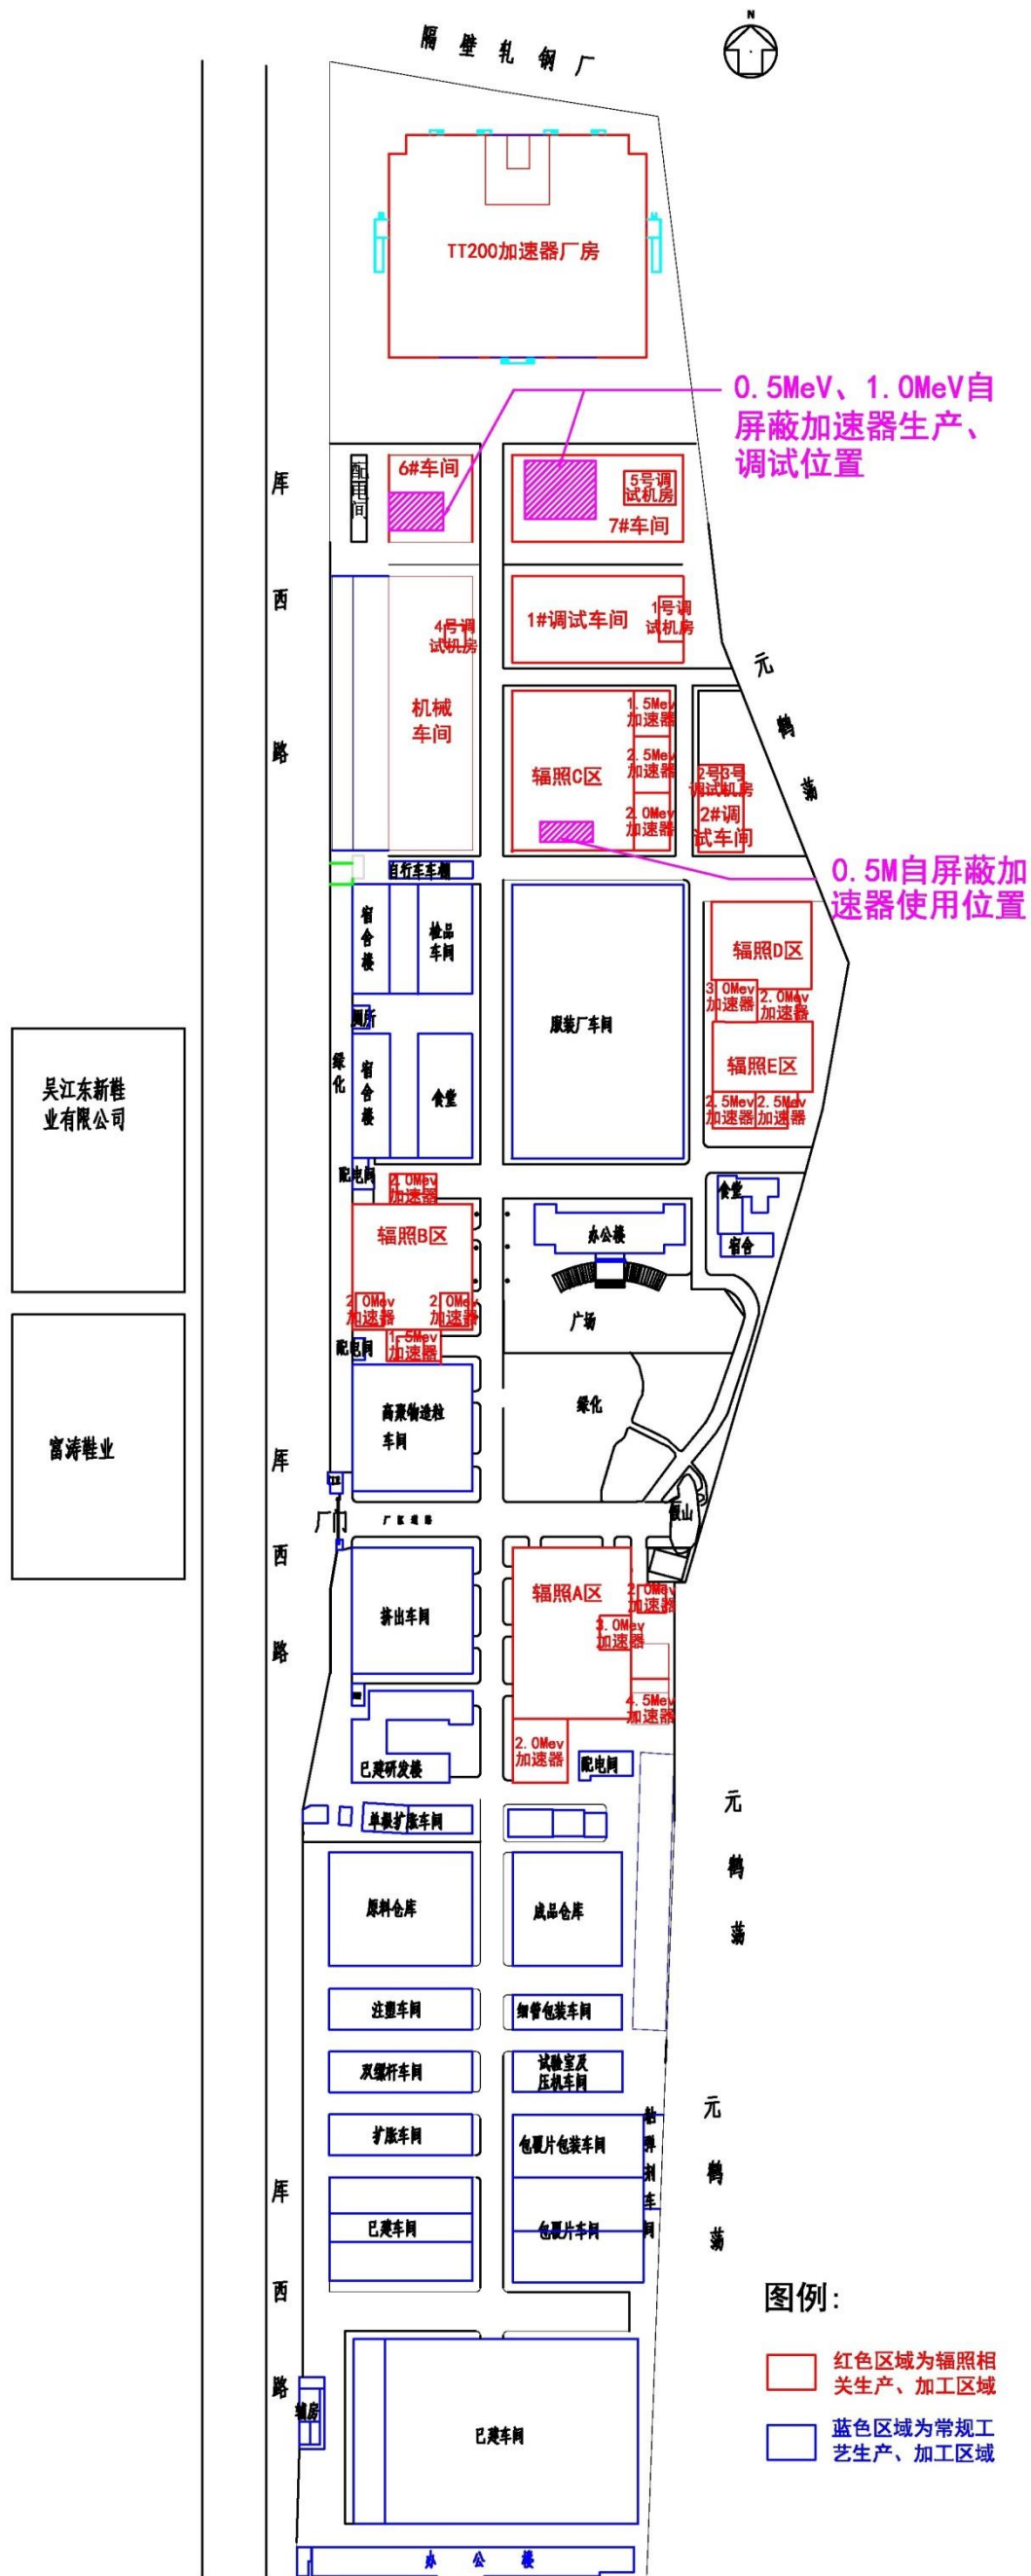 N
隔壁轧钢厂
TT200加速器厂房
0.5MeV、1.0MeV自
屏蔽加速器生产、
调试位置
厍西路
配电间
6#车间
5号调
试机房
7#车间
1#调试车间
1号调
试机房
4号调
试机房
机械
车间
元鹤荡
1.5Mev
加速器
2.5Mev
加速器
2.0Mev
加速器
辐照C区
2号3号
调试机房
2#调
试车间
0.5M自屏蔽加
速器使用位置
自行车车棚
宿舍楼
检品
车间
服装厂车间
辐照D区
3.0Mev
加速器
2.0Mev
加速器
辐照E区
2.5Mev
加速器
2.5Mev
加速器
厕所
绿化
宿舍楼
食堂
吴江东新鞋
业有限公司
配电间
2.0Mev
加速器
辐照B区
2.0Mev
加速器
2.0Mev
加速器
1.5Mev
加速器
办公楼
食堂
宿舍
广场
配电间
高聚物造粒
车间
绿化
富涛鞋业
厍西路
厂门
厂区道路
假山
挤出车间
辐照A区
2.0Mev
加速器
3.0Mev
加速器
4.5Mev
加速器
2.0Mev
加速器
配电间
已建研发楼
单根扩张车间
元鹤荡
原料仓库
成品仓库
注塑车间
细管包装车间
双螺杆车间
试验室及
压机车间
扩张车间
包覆片包装车间
元鹤荡
已建车间
包覆片车间
厍西路
辅房
已建车间
办公楼
图例:
红色区域为辐照相
关生产、加工区域
蓝色区域为常规工
艺生产、加工区域